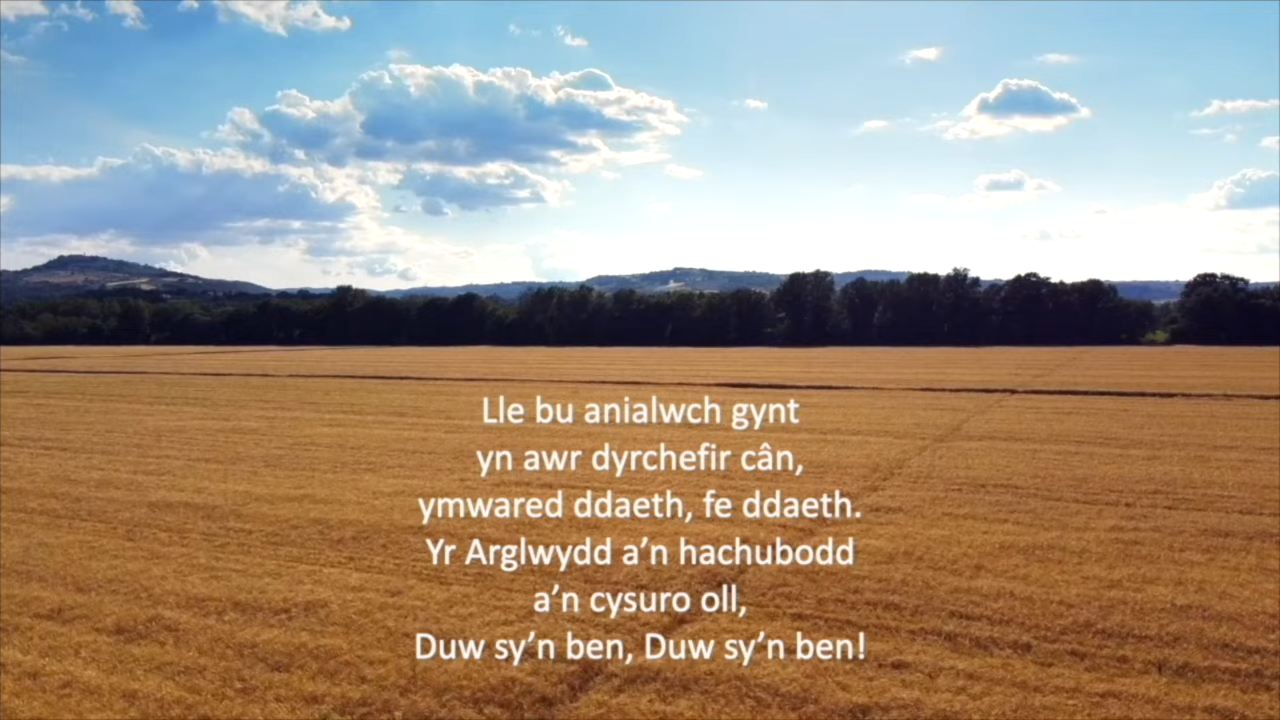 Lle bu anialwch gynt
yn awr dyrchefir cân,
ymwared ddaeth, fe ddaeth.
Yr Arglwydd a’n hachubodd
a’n cysuro oll,
Duw sy’n ben, Duw sy’n ben!